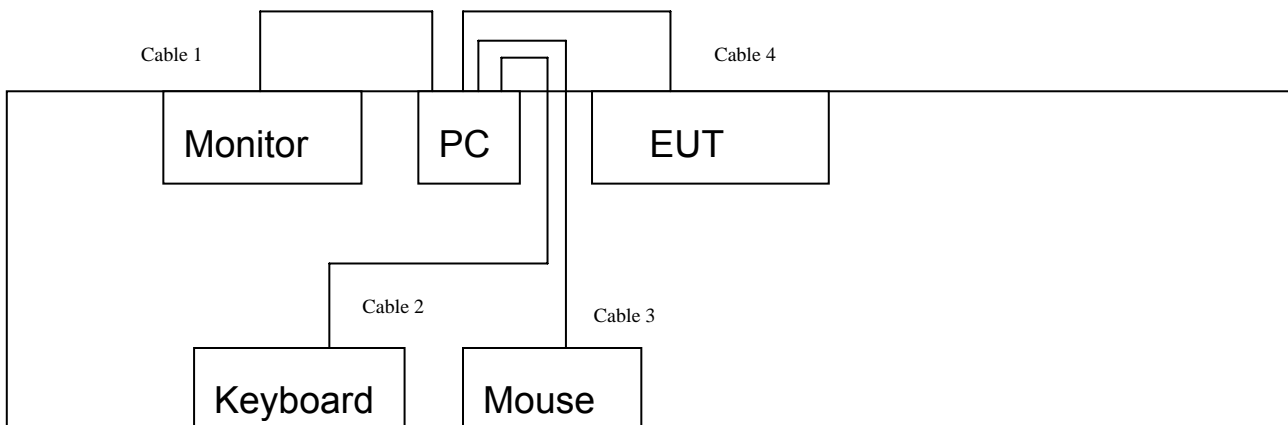 Cable 1
Cable 4
Monitor
PC
EUT
Cable 2
Cable 3
Keyboard
Mouse